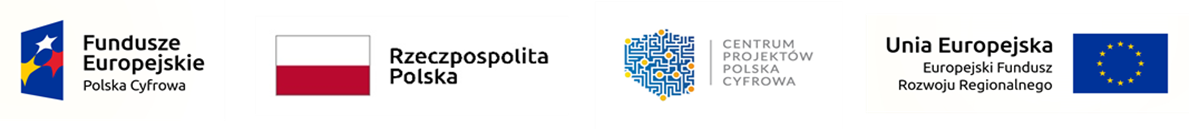 Fundusze
Europejskie
Polska Cyfrowa
Rzeczpospolita
Polska
CENTRUM
PROJEKTÓW
POLSKA
CYFROWA
Unia Europejska
Europejski Fundusz
Rozwoju Regionalnego